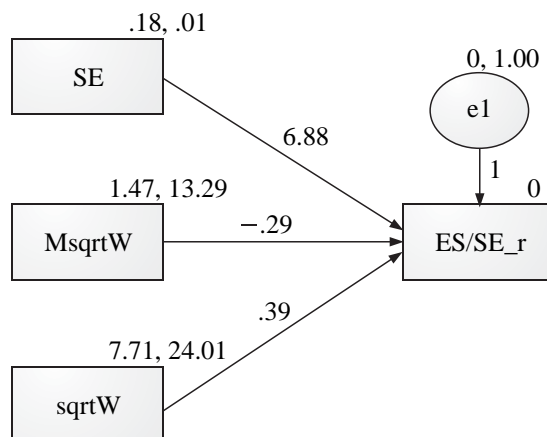 .18, .01
SE
0, 1.00
e1
6.88
1
1.47, 13.29
0
MsqrtW
−.29
ES/SE_r
.39
7.71, 24.01
sqrtW